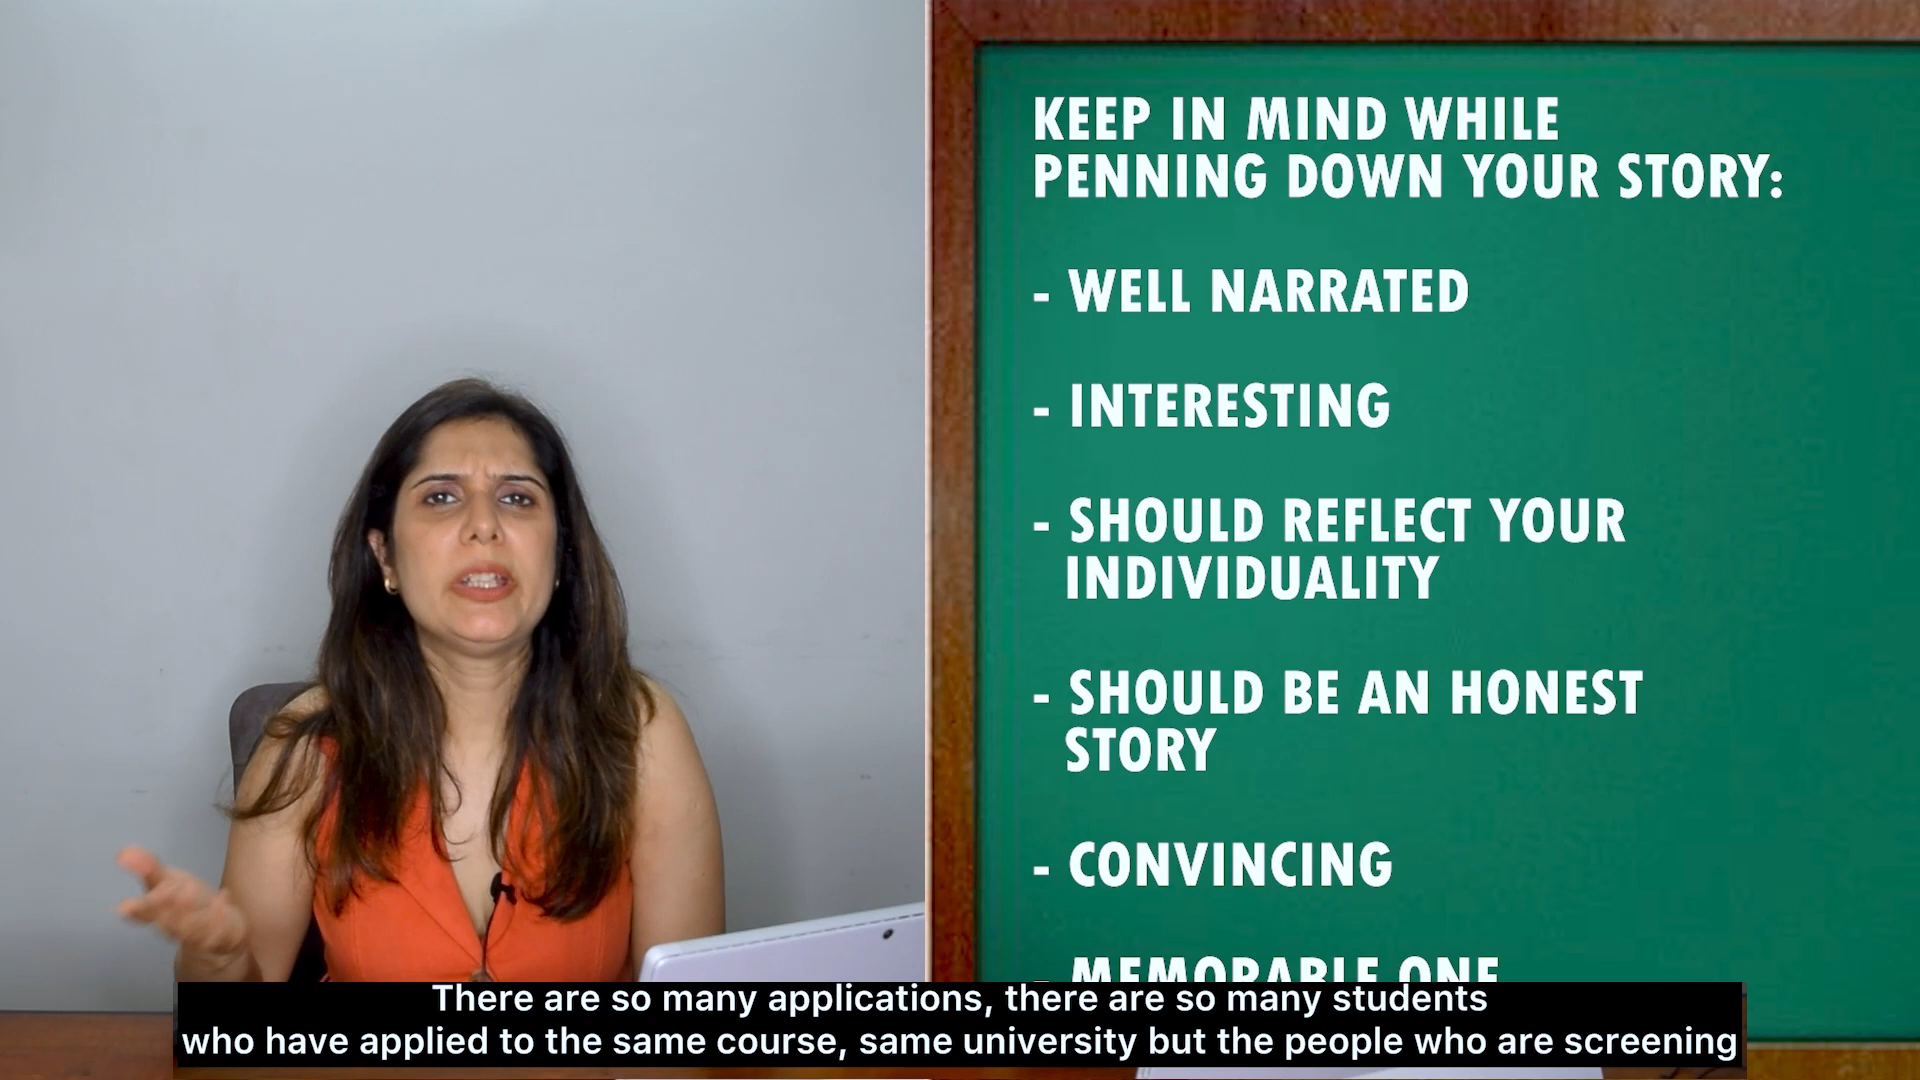 KEEP IN MIND WHILE
PENNING DOWN YOUR STORY:
- WELL NARRATED
- INTERESTING
- SHOULD REFLECT YOUR
INDIVIDUALITY
- SHOULD BE AN HONEST
STORY
- CONVINCING
- MEMORABLE ONE
There are so many applications, there are so many students
who have applied to the same course, same university but the people who are screening